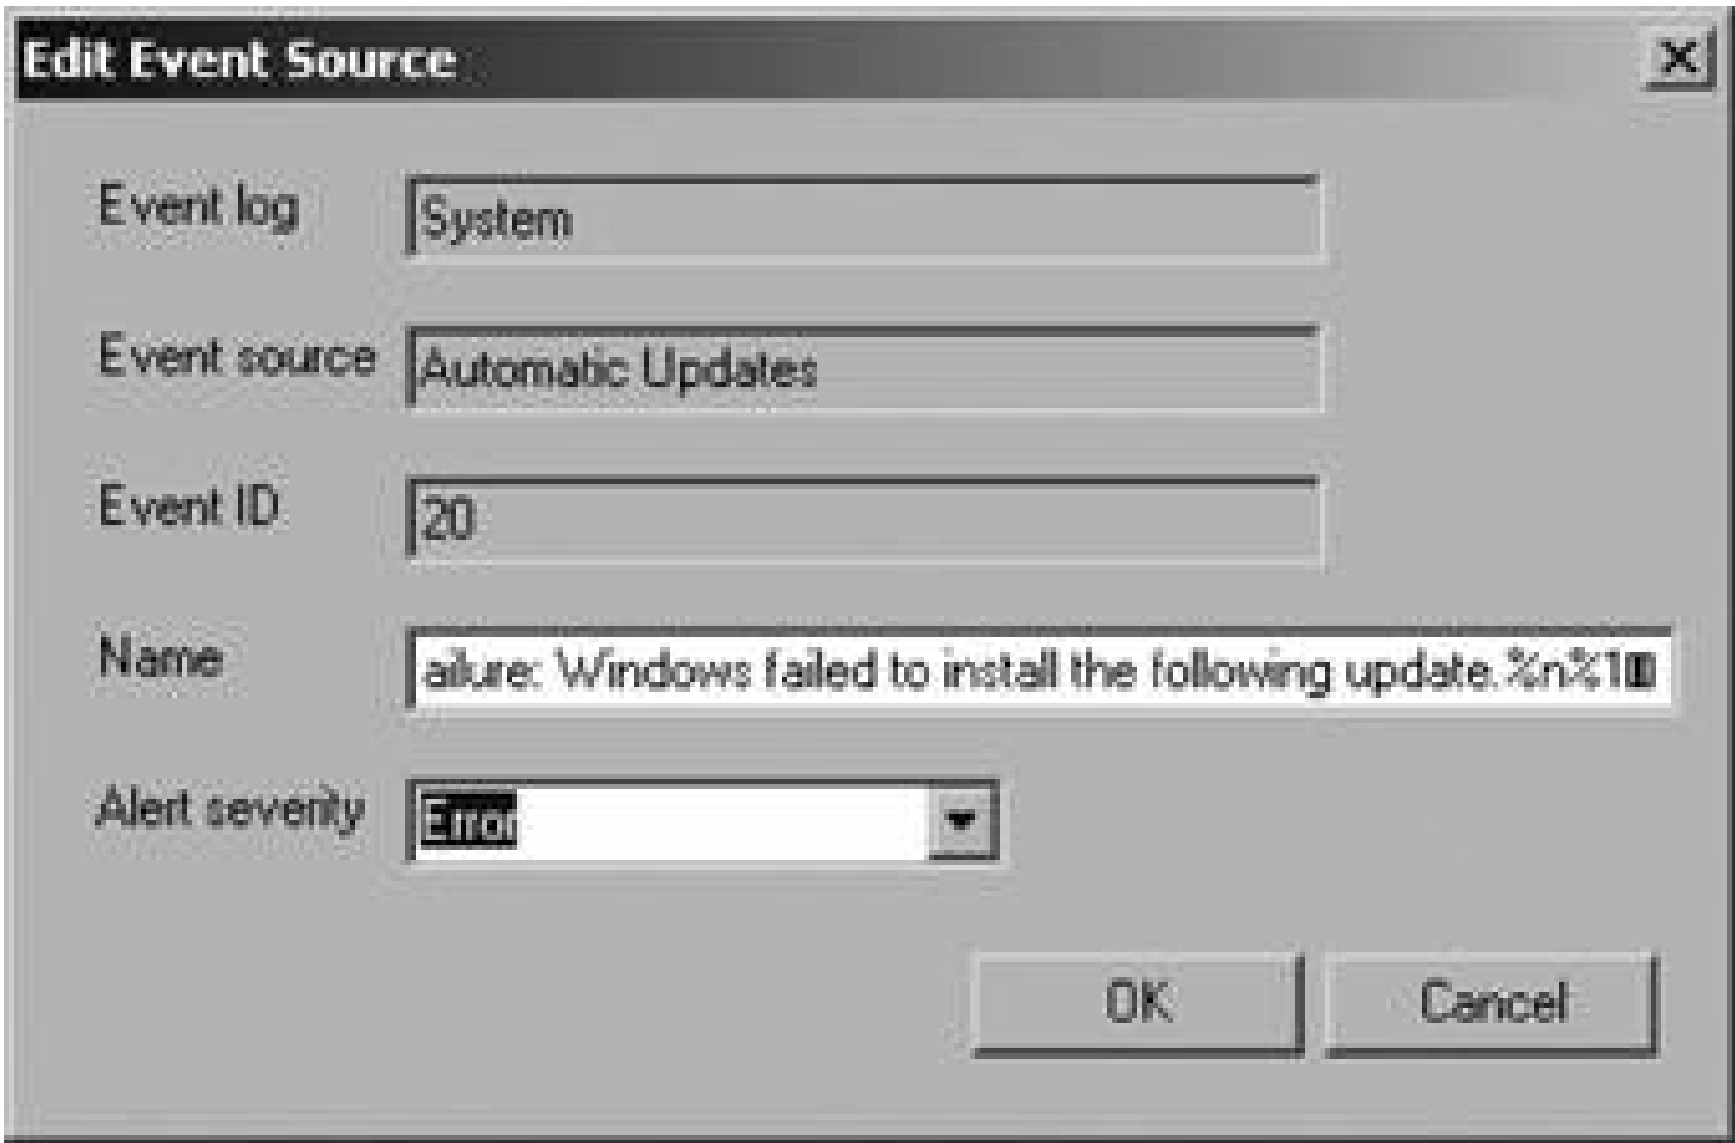 Edit Event Source
Event log System
Event source Automatic Updates
Event ID 20
Name ailure: Windows failed to install the following update.%n%1
Alert severity Error
OK Cancel